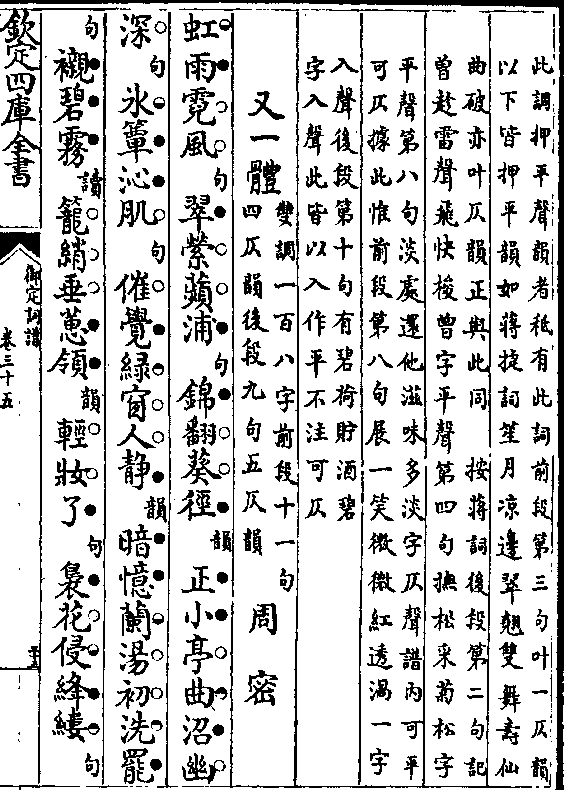 此調押平聲韻者秪有此詞前段第三句叶一仄韻
以下皆押平韻如蔣捷詞笙月凉邊翠翹雙舞壽仙
曲破亦叶仄韻正與此同　按蔣詞後段第二句記
曽趂雷聲飛快梭曽字平聲第四句撫松采菊松字
平聲第八句淡處還他滋味多淡字仄聲譜内可平
可仄據此惟前段第八句展一笑微微紅透渦一字
入聲後段第十句有碧荷貯酒碧
字入聲此皆以入作平不注可仄
又一體 雙調一百八字前段十一句
四仄韻後段九句五仄韻 周密
虹雨霓風句翠縈蘋浦句錦翻葵徑韻正小亭曲沼幽
深句氷簟沁肌句催覺緑窗人静韻暗憶蘭湯初洗罷
句襯碧霧讀籠綃垂蕙領韻輕妝了句裊花侵絳縷句
欽定四庫全書
御定詞譜
卷三十五